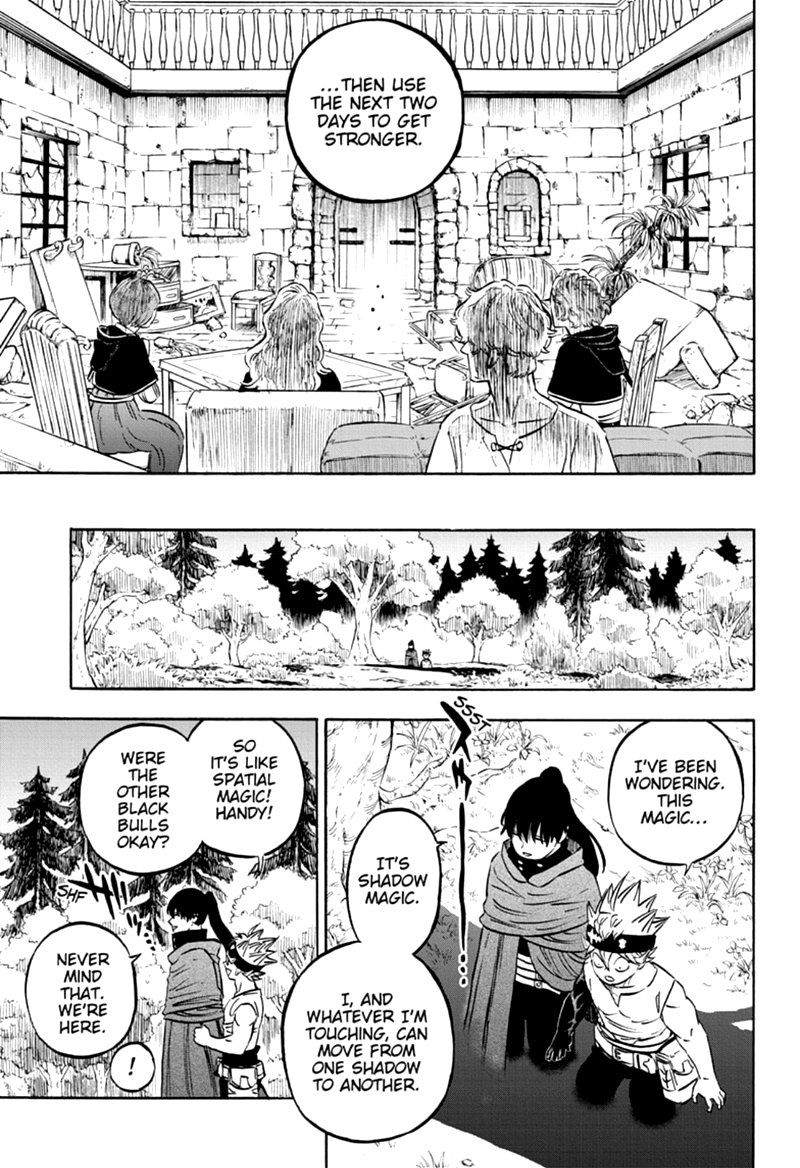 ...THEN USE
THE NEXT TWO
DAYS TO GET
STRONGER.
I'VE BEEN
WONDERING.
THIS
MAGIC...
SSST
IT'S
SHADOW
MAGIC.
I, AND
WHATEVER I'M
TOUCHING, CAN
MOVE FROM
ONE SHADOW
TO ANOTHER.
SO
IT'S LIKE
SPATIAL
MAGIC!
HANDY!
WERE
THE
OTHER
BLACK
BULLS
OKAY?
SHF
NEVER
MIND
THAT.
WE'RE
HERE.
!